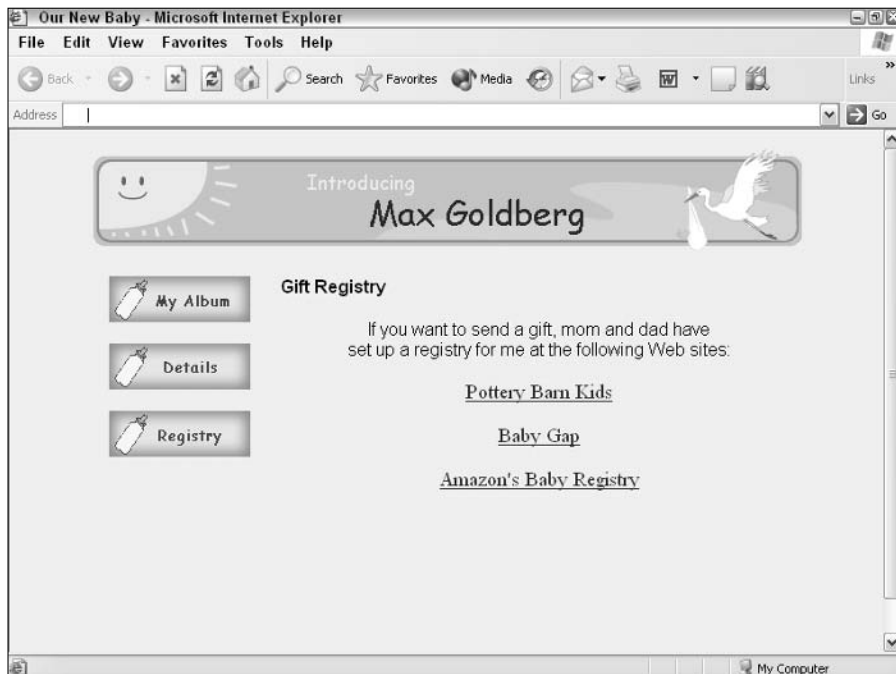 Our New Baby - Microsoft Internet Explorer
File Edit View Favorites Tools Help
Back Search Favorites Media Links »
Address Go
Introducing
Max Goldberg
My Album
Details
Registry
Gift Registry
If you want to send a gift, mom and dad have
set up a registry for me at the following Web sites:
Pottery Barn Kids
Baby Gap
Amazon's Baby Registry
My Computer